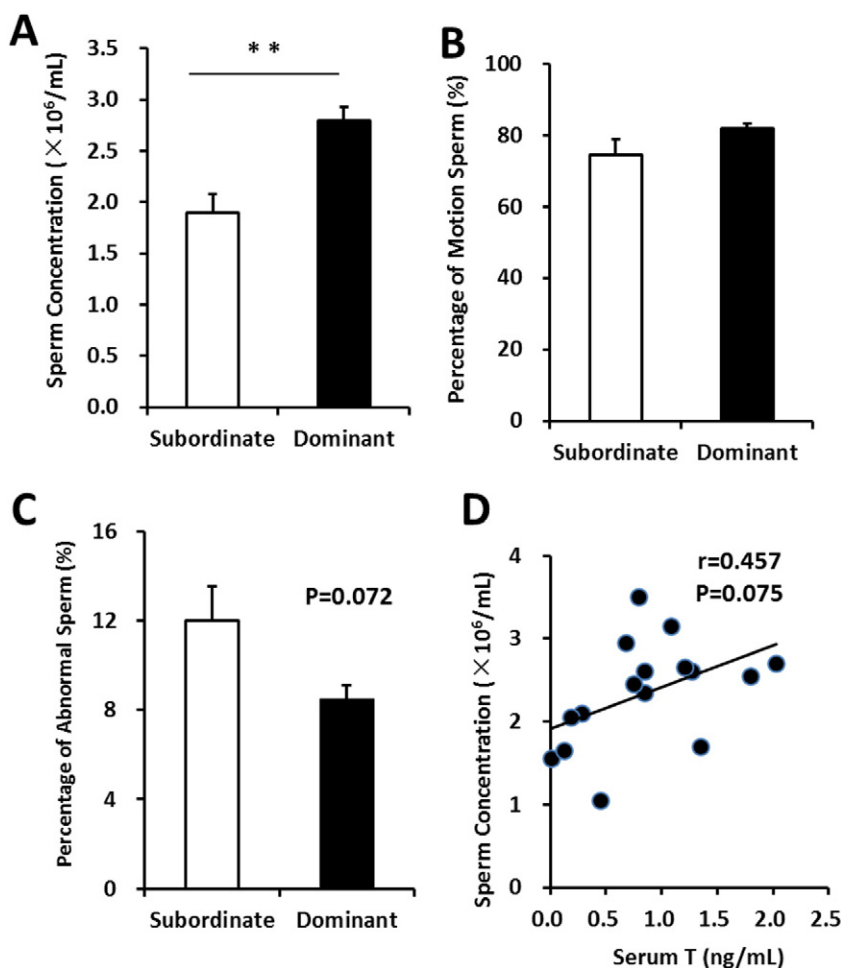 A
* *
Sperm Concentration ( ×10⁶/mL)
3.5
3.0
2.5
2.0
1.5
1.0
0.5
0.0
Subordinate Dominant
B
Percentage of Motion Sperm (%)
100
80
60
40
20
0
Subordinate Dominant
C
Percentage of Abnormal Sperm (%)
16
12
8
4
0
P=0.072
Subordinate Dominant
D
r=0.457
P=0.075
Sperm Concentration ( ×10⁶/mL)
4
3
2
1
0
0.0 0.5 1.0 1.5 2.0 2.5
Serum T (ng/mL)